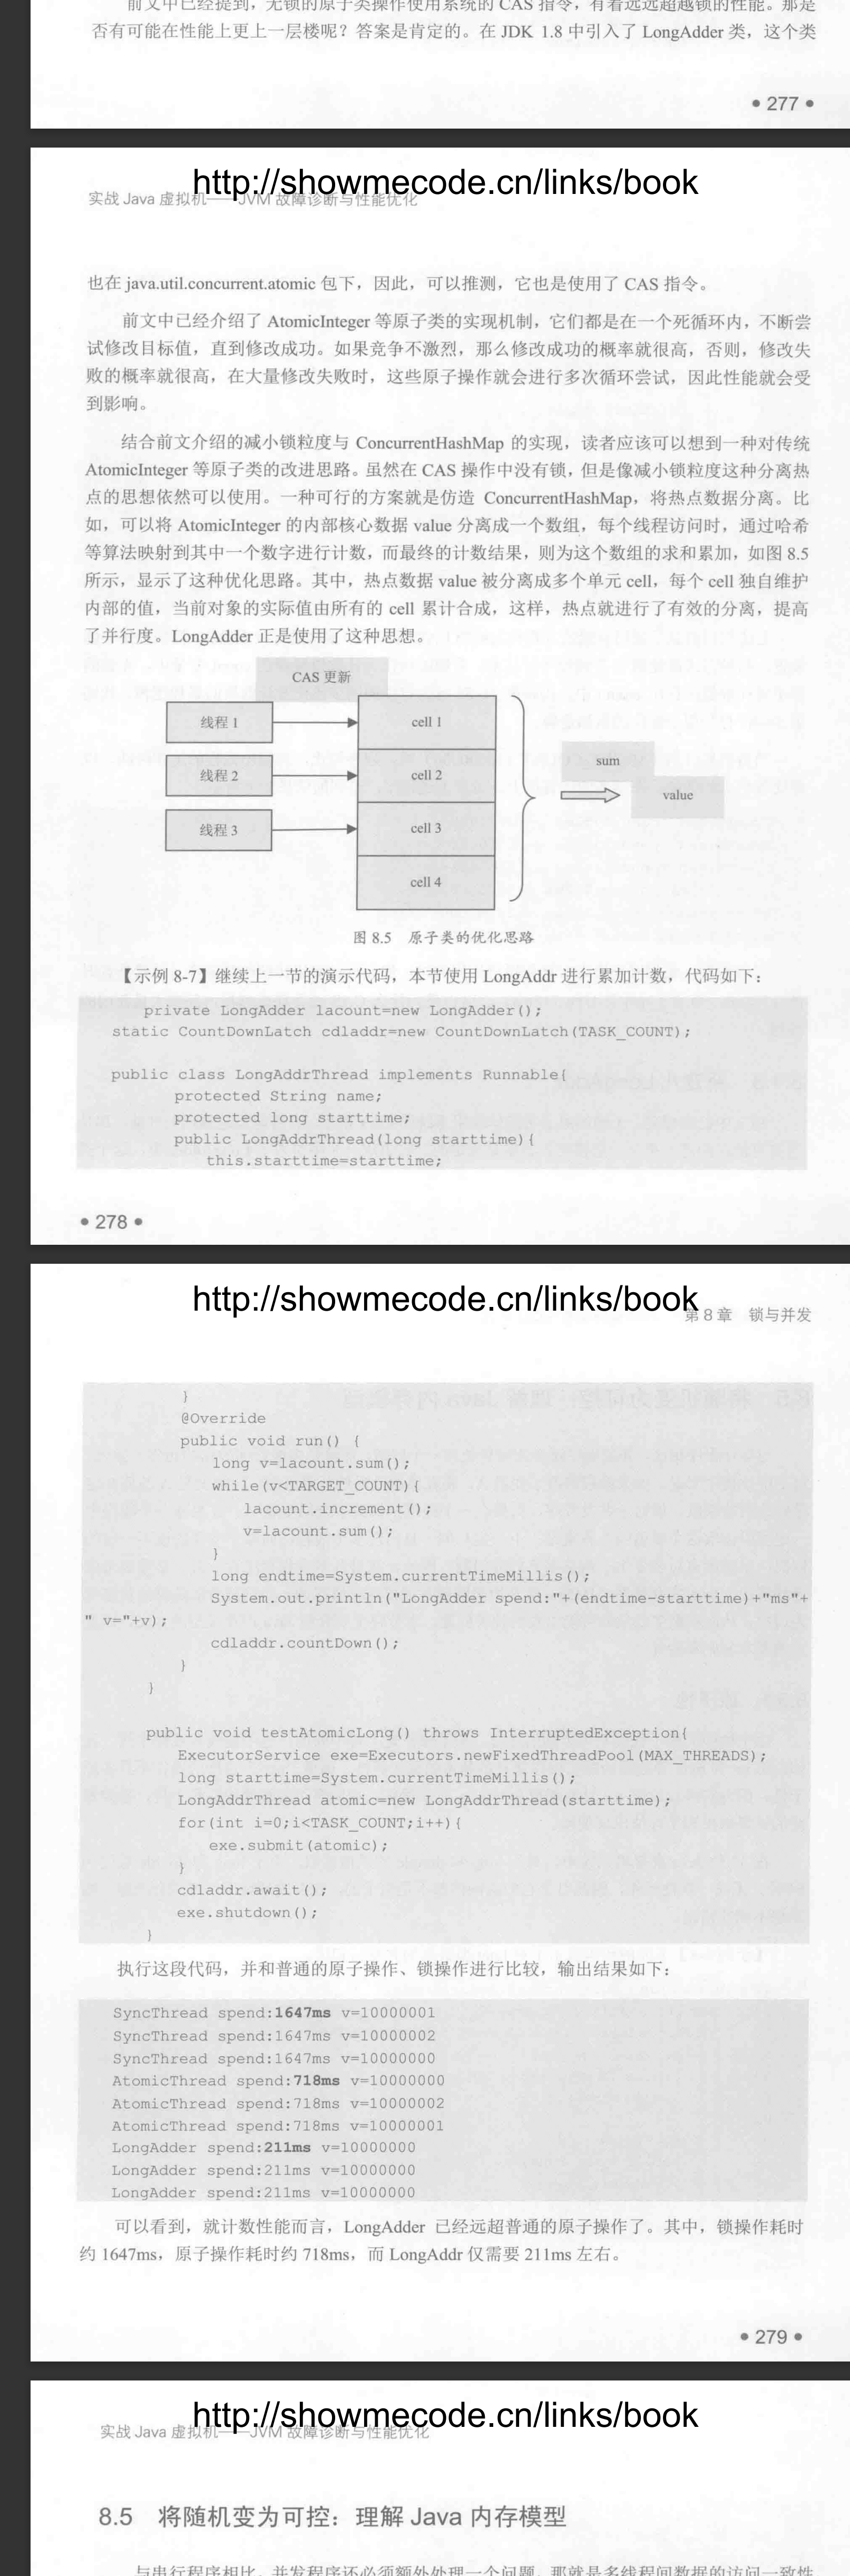 前文中已经提到，无锁的原子类操作使用系统的 CAS 指令，有着远远超越锁的性能。那是
否有可能在性能上更上一层楼呢？答案是肯定的。在 JDK 1.8 中引入了 LongAdder 类，这个类
• 277 •
http://showmecode.cn/links/book
实战 Java 虚拟机——JVM 故障诊断与性能优化
也在 java.util.concurrent.atomic 包下，因此，可以推测，它也是使用了 CAS 指令。
前文中已经介绍了 AtomicInteger 等原子类的实现机制，它们都是在一个死循环内，不断尝
试修改目标值，直到修改成功。如果竞争不激烈，那么修改成功的概率就很高，否则，修改失
败的概率就很高，在大量修改失败时，这些原子操作就会进行多次循环尝试，因此性能就会受
到影响。
结合前文介绍的减小锁粒度与 ConcurrentHashMap 的实现，读者应该可以想到一种对传统
AtomicInteger 等原子类的改进思路。虽然在 CAS 操作中没有锁，但是像减小锁粒度这种分离热
点的思想依然可以使用。一种可行的方案就是仿造 ConcurrentHashMap，将热点数据分离。比
如，可以将 AtomicInteger 的内部核心数据 value 分离成一个数组，每个线程访问时，通过哈希
等算法映射到其中一个数字进行计数，而最终的计数结果，则为这个数组的求和累加，如图 8.5
所示，显示了这种优化思路。其中，热点数据 value 被分离成多个单元 cell，每个 cell 独自维护
内部的值，当前对象的实际值由所有的 cell 累计合成，这样，热点就进行了有效的分离，提高
了并行度。LongAdder 正是使用了这种思想。
CAS 更新
线程 1
cell 1
线程 2
cell 2
线程 3
cell 3
cell 4
sum
value
图 8.5 原子类的优化思路
【示例 8-7】继续上一节的演示代码，本节使用 LongAddr 进行累加计数，代码如下：
private LongAdder lacount=new LongAdder();
static CountDownLatch cdladdr=new CountDownLatch(TASK_COUNT);
public class LongAddrThread implements Runnable{
protected String name;
protected long starttime;
public LongAddrThread(long starttime){
this.starttime=starttime;
• 278 •
http://showmecode.cn/links/book
第 8 章 锁与并发
}
@Override
public void run() {
long v=lacount.sum();
while(v<TARGET_COUNT){
lacount.increment();
v=lacount.sum();
}
long endtime=System.currentTimeMillis();
System.out.println("LongAdder spend:"+(endtime-starttime)+"ms"+
" v="+v);
cdladdr.countDown();
}
}
public void testAtomicLong() throws InterruptedException{
ExecutorService exe=Executors.newFixedThreadPool(MAX_THREADS);
long starttime=System.currentTimeMillis();
LongAddrThread atomic=new LongAddrThread(starttime);
for(int i=0;i<TASK_COUNT;i++){
exe.submit(atomic);
}
cdladdr.await();
exe.shutdown();
}
执行这段代码，并和普通的原子操作、锁操作进行比较，输出结果如下：
SyncThread spend:1647ms v=10000001
SyncThread spend:1647ms v=10000002
SyncThread spend:1647ms v=10000000
AtomicThread spend:718ms v=10000000
AtomicThread spend:718ms v=10000002
AtomicThread spend:718ms v=10000001
LongAdder spend:211ms v=10000000
LongAdder spend:211ms v=10000000
LongAdder spend:211ms v=10000000
可以看到，就计数性能而言，LongAdder 已经远超普通的原子操作了。其中，锁操作耗时
约 1647ms，原子操作耗时约 718ms，而 LongAddr 仅需要 211ms 左右。
• 279 •
http://showmecode.cn/links/book
实战 Java 虚拟机——JVM 故障诊断与性能优化
8.5 将随机变为可控：理解 Java 内存模型
与串行程序相比，并发程序还必须额外处理一个问题，那就是多线程间数据的访问一致性